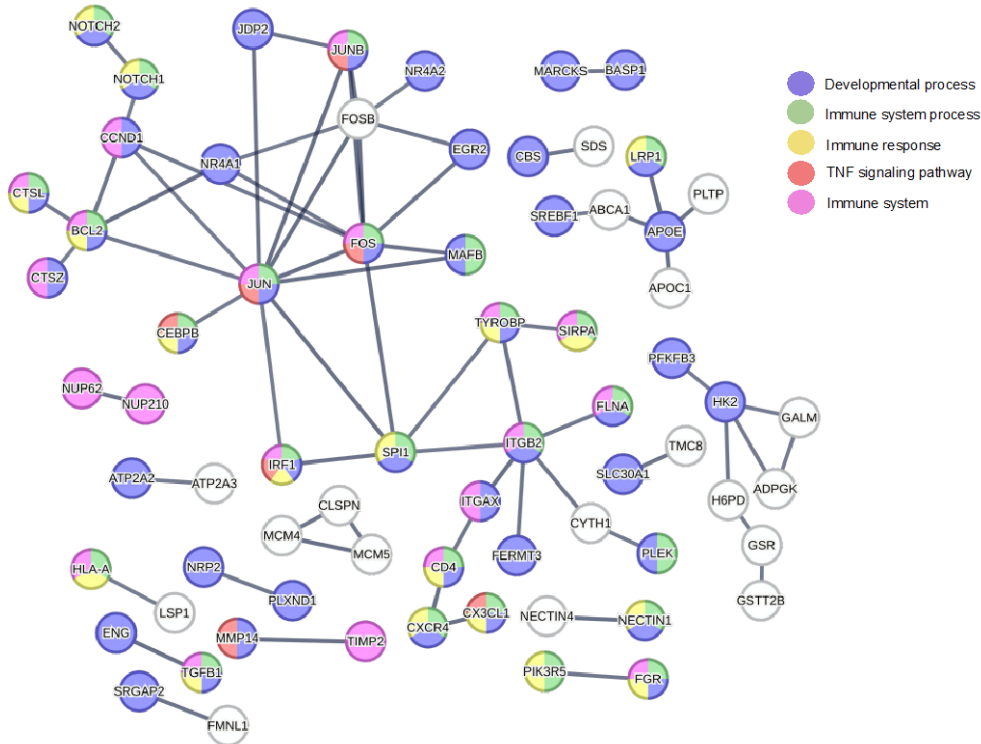 NOTCH2
JDP2
JUNB
NOTCH1
NR4A2
MARCKS
BASP1
Developmental process
FOSB
Immune system process
CCND1
NR4A1
EGR2
CBS
SDS
LRP1
Immune response
TNF signaling pathway
CTSL
PLTP
Immune system
BCL2
SREBF1
ABCA1
APOE
FOS
MAFB
CTSZ
JUN
APOC1
CEBPB
TYROBP
SIRPA
PFKFB3
NUP62
NUP210
FLNA
HK2
GALM
ITGB2
TMC8
IRF1
SPI1
ATP2A2
ATP2A3
SLC30A1
ADPGK
CLSPN
ITGAX
H6PD
MCM4
MCM5
CYTH1
FERMT3
PLEK
GSR
HLA-A
NRP2
CD4
PLXND1
LSP1
CX3CL1
CXCR4
NECTIN4
NECTIN1
GSTT2B
ENG
MMP14
TIMP2
TGFB1
PIK3R5
FGR
SRGAP2
FMNL1